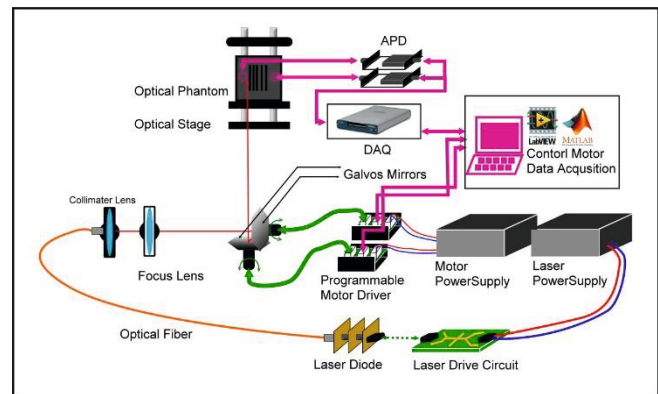 APD
Optical Phantom
Optical Stage
DAQ
LabVIEW
MATLAB
Contorl Motor
Data Acqusition
Galvos Mirrors
Collimater Lens
Focus Lens
Programmable
Motor Driver
Motor
PowerSupply
Laser
PowerSupply
Optical Fiber
Laser Diode
Laser Drive Circuit